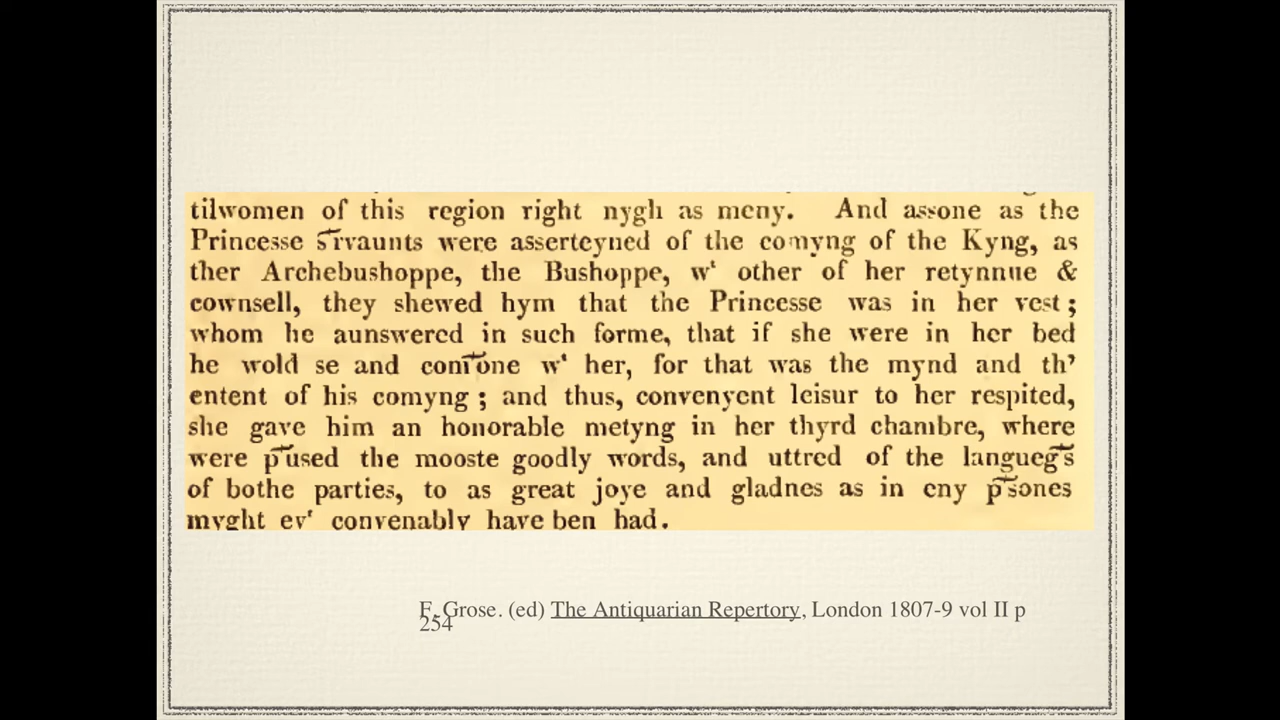 tilwomen of this region right nygh as meny. And assone as the
Princesse s͞rvaunts were asserteyned of the comyng of the Kyng, as
ther Archebushoppe, the Bushoppe, wᵗ other of her retynnue &
cownsell, they shewed hym that the Princesse was in her rest;
whom he aunswered in such forme, that if she were in her bed
he wold se and com͞one wᵗ her, for that was the mynd and th’
entent of his comyng; and thus, convenyent leisur to her respited,
she gave him an honorable metyng in her thyrd chambre, where
were p͞used the mooste goodly words, and uttred of the langueg͞s
of bothe parties, to as great joye and gladnes as in eny p͞sones
myght evʳ convenably have ben had.
F. Grose. (ed) The Antiquarian Repertory, London 1807-9 vol II p
254